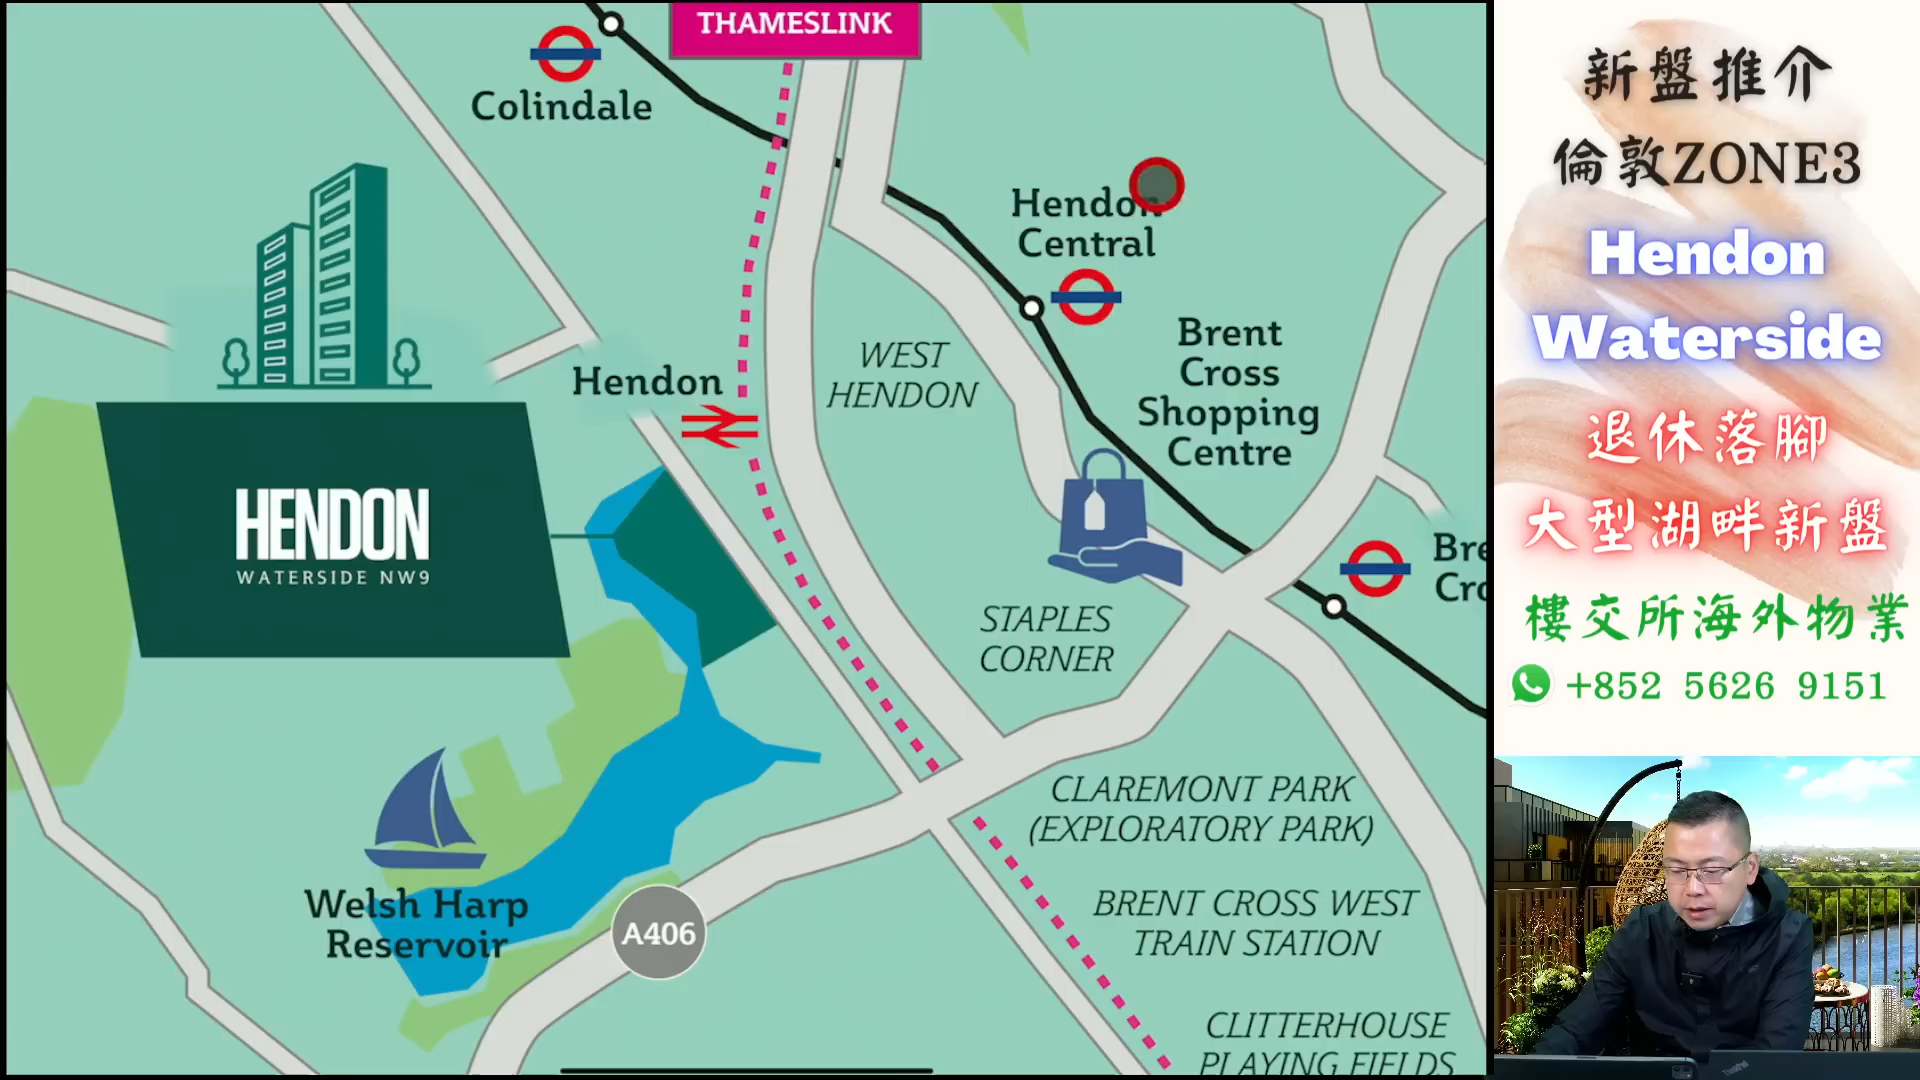 THAMESLINK
Colindale
Hendon
Central
WEST
HENDON
Brent
Cross
Shopping
Centre
Hendon
HENDON
WATERSIDE NW9
STAPLES
CORNER
CLAREMONT PARK
(EXPLORATORY PARK)
BRENT CROSS WEST
TRAIN STATION
CLITTERHOUSE
PLAYING FIELDS
Welsh Harp
Reservoir
A406
新盤推介
倫敦ZONE3
Hendon
Waterside
退休落腳
大型湖畔新盤
樓交所海外物業
+852 5626 9151